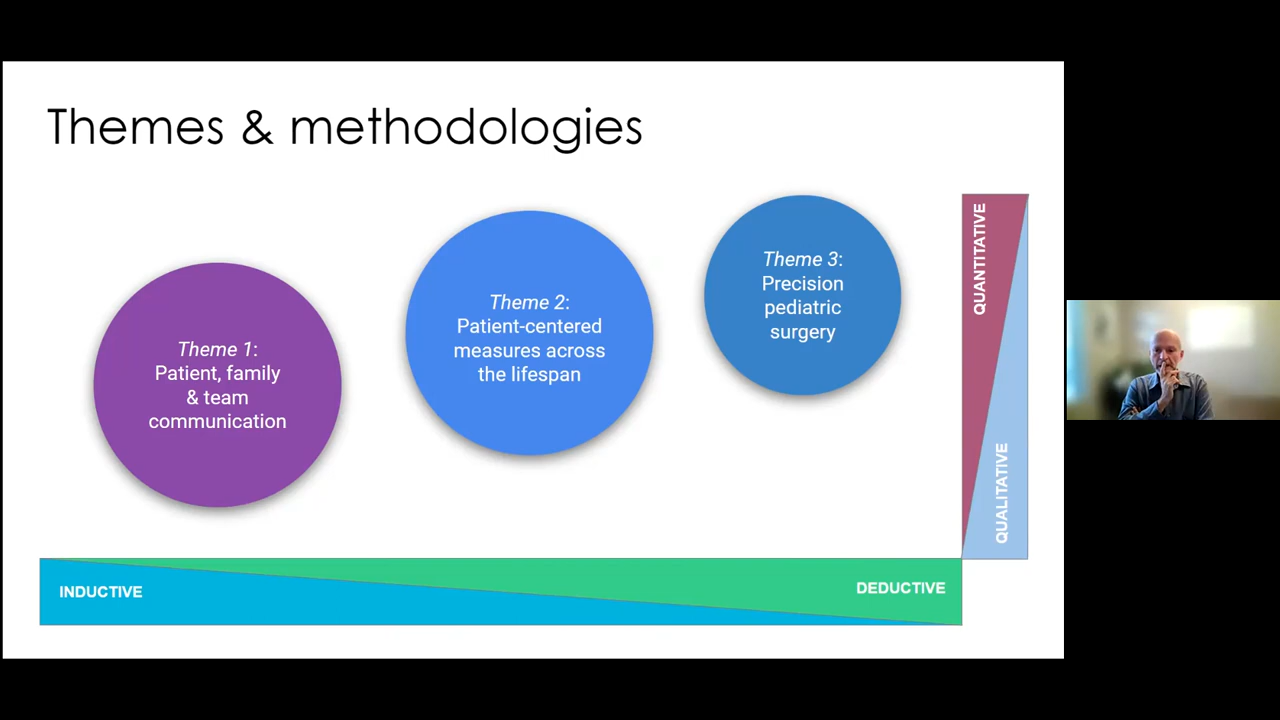 Themes & methodologies
Theme 1:
Patient, family
& team
communication
Theme 2:
Patient-centered
measures across
the lifespan
Theme 3:
Precision
pediatric
surgery
QUANTITATIVE
QUALITATIVE
INDUCTIVE
DEDUCTIVE